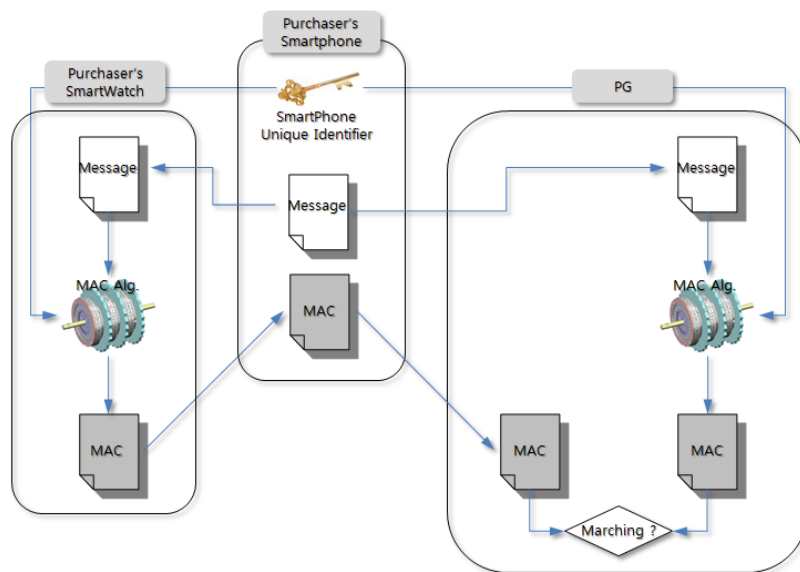 Purchaser's
Smartphone
Purchaser's
SmartWatch
PG
SmartPhone
Unique Identifier
Message
Message
Message
MAC Alg.
MAC
MAC Alg.
MAC
MAC
MAC
Marching ?